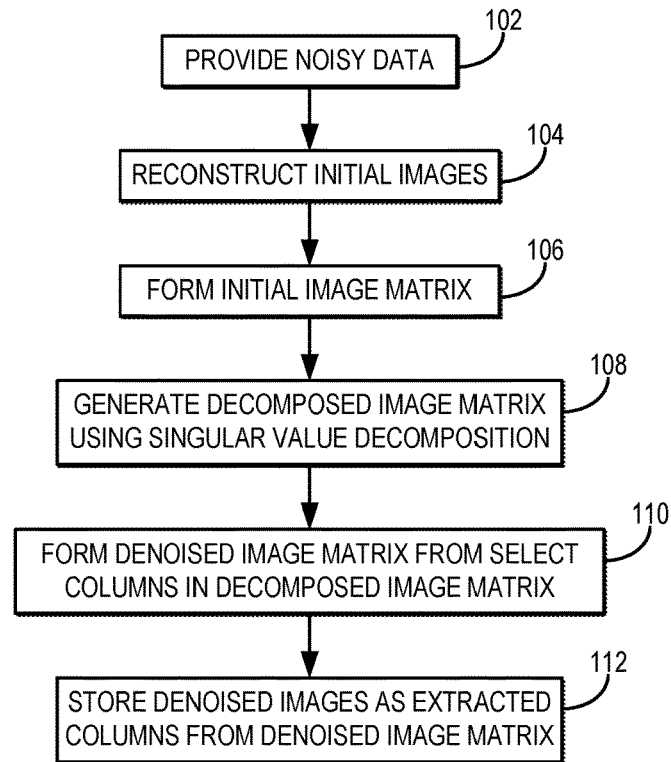 102
PROVIDE NOISY DATA
104
RECONSTRUCT INITIAL IMAGES
106
FORM INITIAL IMAGE MATRIX
108
GENERATE DECOMPOSED IMAGE MATRIX
USING SINGULAR VALUE DECOMPOSITION
110
FORM DENOISED IMAGE MATRIX FROM SELECT
COLUMNS IN DECOMPOSED IMAGE MATRIX
112
STORE DENOISED IMAGES AS EXTRACTED
COLUMNS FROM DENOISED IMAGE MATRIX